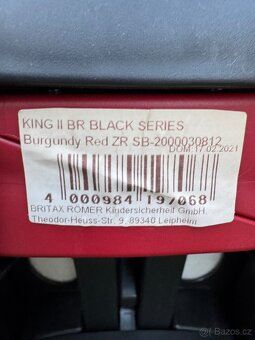 KING II BR BLACK SERIES
Burgundy Red ZR SB-2000030812
DOM:17.02.2021
4 000984 197068
BRITAX RÖMER Kindersicherheit GmbH
Theodor-Heuss-Str. 9, 89340 Leipheim
Bazoš.cz